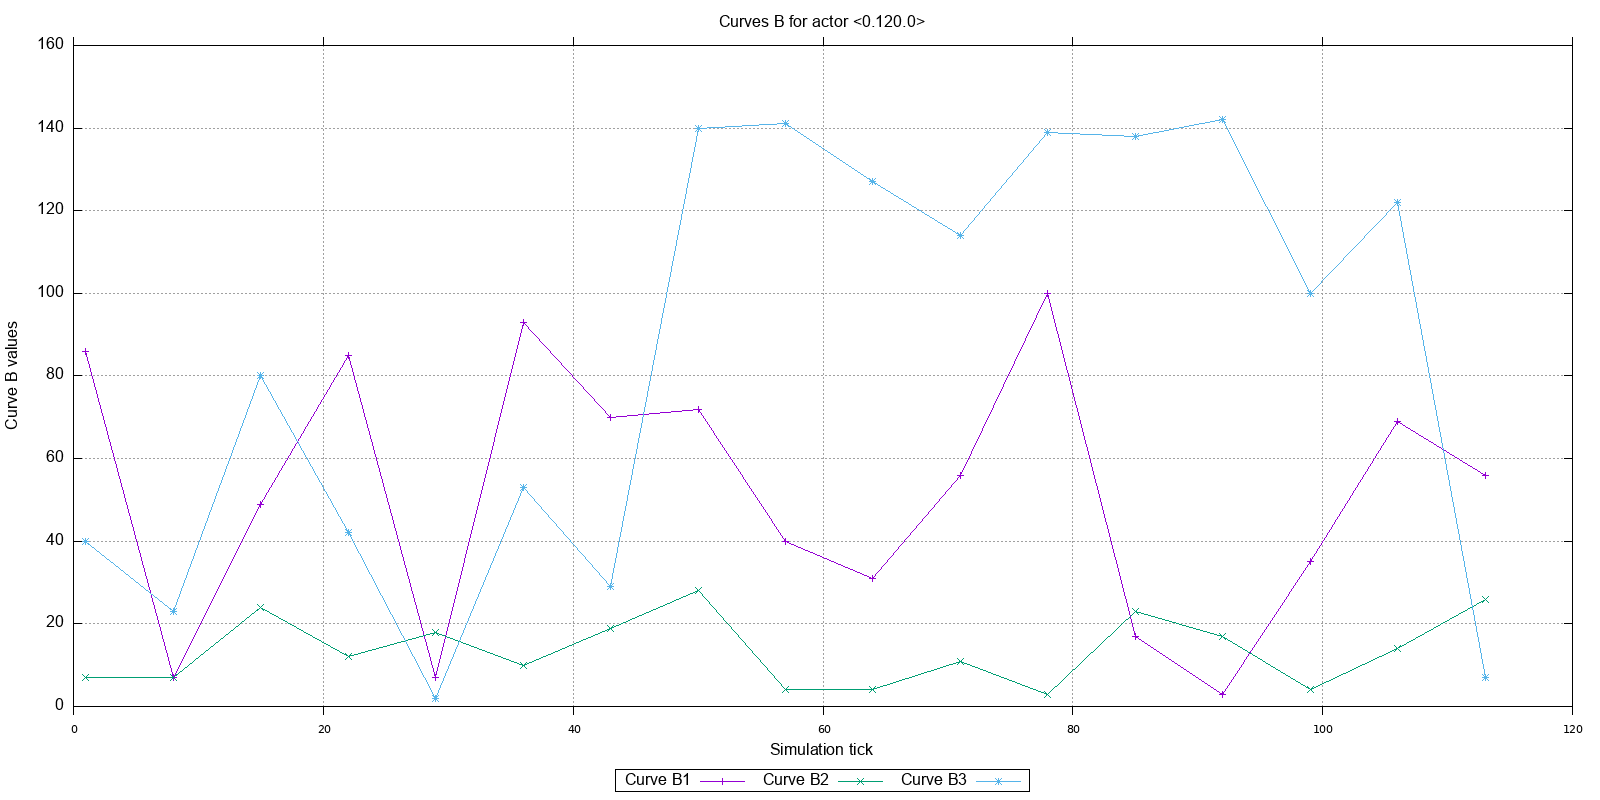 Curves B for actor <0.120.0>
160
140
120
100
80
60
40
20
0
Curve B values
0 20 40 60 80 100 120
Simulation tick
Curve B1 Curve B2 Curve B3